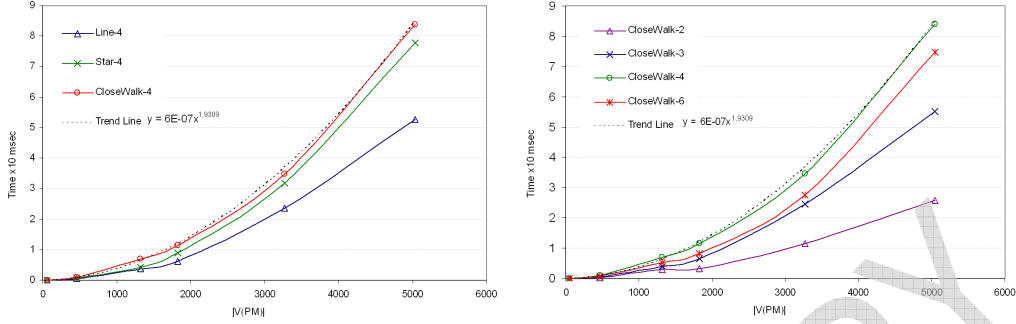 9
8
7
6
5
4
3
2
1
0
Time x10 msec
Line-4
Star-4
CloseWalk-4
Trend Line y = 6E-07x^1,9309
0 1000 2000 3000 4000 5000 6000
|V(PM)|
9
8
7
6
5
4
3
2
1
0
Time x10 msec
CloseWalk-2
CloseWalk-3
CloseWalk-4
CloseWalk-6
Trend Line y = 6E-07x^1,9309
0 1000 2000 3000 4000 5000 6000
|V(PM)|